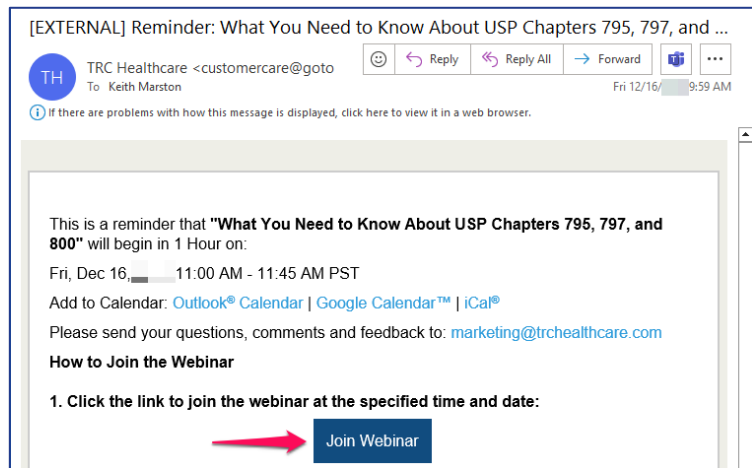 [EXTERNAL] Reminder: What You Need to Know About USP Chapters 795, 797, and ...
TH
TRC Healthcare <customercare@goto
Reply
Reply All
Forward
To Keith Marston
Fri 12/16/ 9:59 AM
If there are problems with how this message is displayed, click here to view it in a web browser.
This is a reminder that "What You Need to Know About USP Chapters 795, 797, and
800" will begin in 1 Hour on:
Fri, Dec 16, 11:00 AM - 11:45 AM PST
Add to Calendar: Outlook® Calendar | Google Calendar™ | iCal®
Please send your questions, comments and feedback to: marketing@trchealthcare.com
How to Join the Webinar
1. Click the link to join the webinar at the specified time and date:
Join Webinar